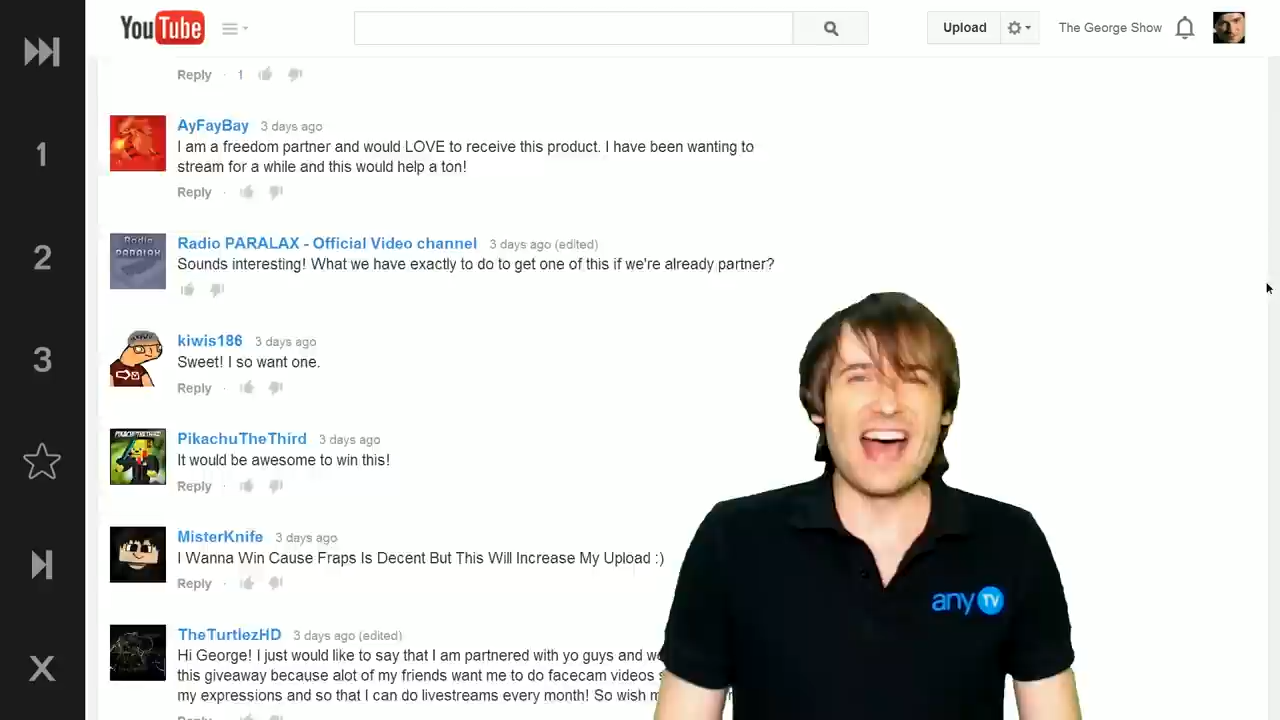 YouTube
Upload
The George Show
Reply · 1
1
AyFayBay 3 days ago
I am a freedom partner and would LOVE to receive this product. I have been wanting to
stream for a while and this would help a ton!
Reply ·
2
Radio PARALAX - Official Video channel 3 days ago (edited)
Radio
PARALAX
Sounds interesting! What we have exactly to do to get one of this if we're already partner?
3
kiwis186 3 days ago
Sweet! I so want one.
Reply ·
PikachuTheThird 3 days ago
PIKACHUTHETHIRD
It would be awesome to win this!
Reply ·
MisterKnife 3 days ago
I Wanna Win Cause Fraps Is Decent But This Will Increase My Upload :)
Reply ·
any TV
TheTurtlezHD 3 days ago (edited)
Hi George! I just would like to say that I am partnered with yo guys and
this giveaway because alot of my friends want me to do facecam videos
my expressions and so that I can do livestreams every month! So wish
X